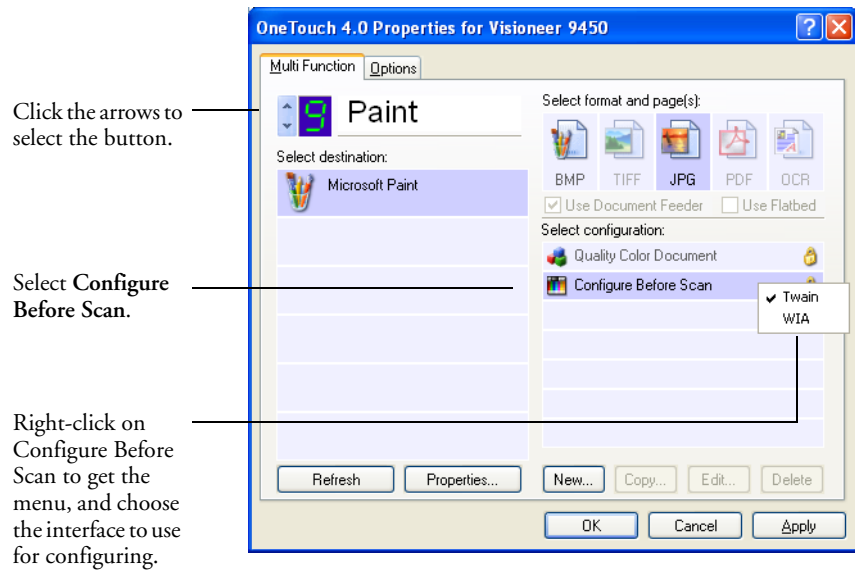 OneTouch 4.0 Properties for Visioneer 9450
Multi Function
Options
Click the arrows to
select the button.
9
Paint
Select destination:
Microsoft Paint
Select format and page(s):
BMP TIFF JPG PDF OCR
Use Document Feeder
Use Flatbed
Select configuration:
Quality Color Document
Configure Before Scan
Twain
WIA
Select Configure
Before Scan.
Right-click on
Configure Before
Scan to get the
menu, and choose
the interface to use
for configuring.
Refresh
Properties...
New...
Copy...
Edit...
Delete
OK
Cancel
Apply